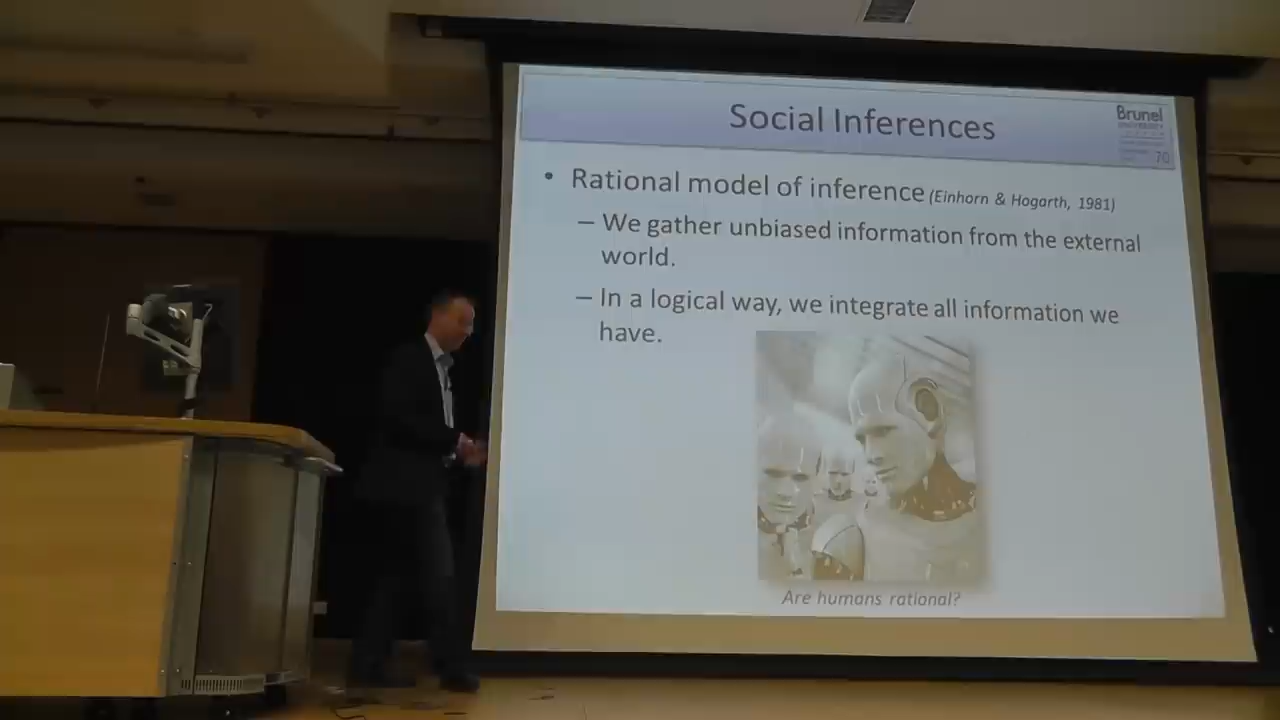 Social Inferences
Brunel
UNIVERSITY
70
• Rational model of inference (Einhorn & Hogarth, 1981)
– We gather unbiased information from the external
world.
– In a logical way, we integrate all information we
have.
Are humans rational?